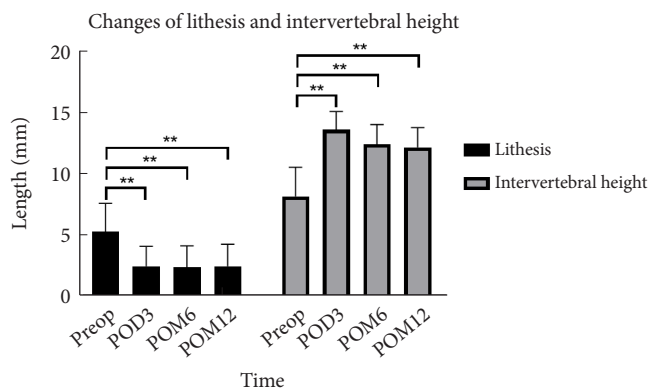 Changes of lithesis and intervertebral height
20
15
10
5
0
Length (mm)
**
**
**
**
**
**
Preop
POD3
POM6
POM12
Preop
POD3
POM6
POM12
Time
Lithesis
Intervertebral height